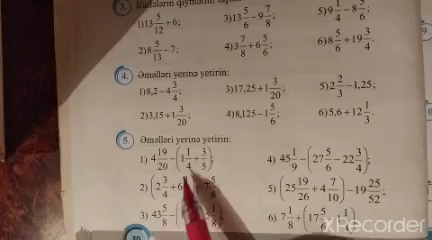 3. İfadələrin qiymətini
1) 13 5/12 + 6; 3) 13 5/6 − 9 7/8; 5) 9 1/4 − 8 5/6;
2) 8 5/13 − 7; 4) 3 7/8 + 6 5/6; 6) 8 5/6 + 19 3/4.
4. Əməlləri yerinə yetirin:
1) 8,2 − 4 3/4; 3) 17,25 + 1 3/20; 5) 2 2/3 − 1,25;
2) 3,15 + 1 3/20; 4) 8,125 − 1 5/6; 6) 5,6 + 12 1/3.
5. Əməlləri yerinə yetirin:
1) 4 19/20 − (1 1/4 + 3/5); 4) 45 1/9 − (27 5/6 − 22 3/4);
2) (2 3/4 + 6 5) (25 19/26 + 4 7/10) − 19 25/52;
3) 43 5/8 − 6) 7 1/8 + (17 5/6
30
XRecorder